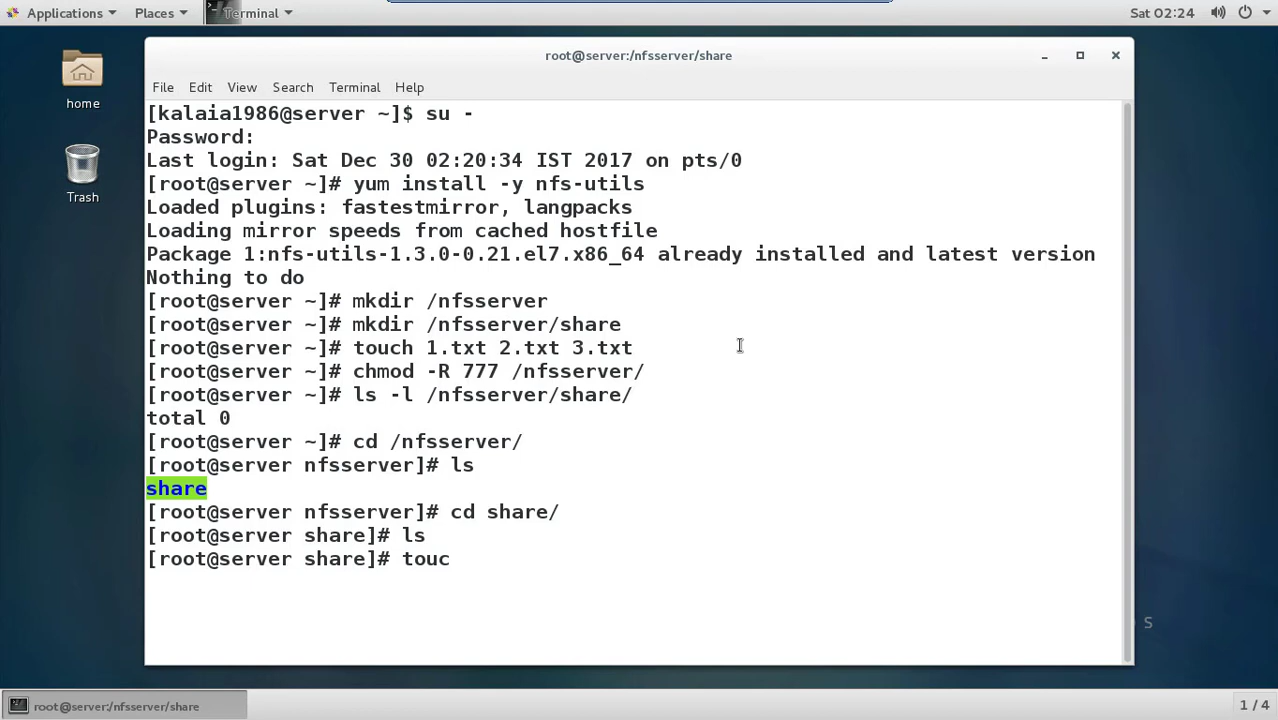 Applications Places Terminal Sat 02:24
root@server:/nfsserver/share
home
Trash
File Edit View Search Terminal Help
[kalaia1986@server ~]$ su -
Password:
Last login: Sat Dec 30 02:20:34 IST 2017 on pts/0
[root@server ~]# yum install -y nfs-utils
Loaded plugins: fastestmirror, langpacks
Loading mirror speeds from cached hostfile
Package 1:nfs-utils-1.3.0-0.21.el7.x86_64 already installed and latest version
Nothing to do
[root@server ~]# mkdir /nfsserver
[root@server ~]# mkdir /nfsserver/share
[root@server ~]# touch 1.txt 2.txt 3.txt
[root@server ~]# chmod -R 777 /nfsserver/
[root@server ~]# ls -l /nfsserver/share/
total 0
[root@server ~]# cd /nfsserver/
[root@server nfsserver]# ls
share
[root@server nfsserver]# cd share/
[root@server share]# ls
[root@server share]# touc
S
root@server:/nfsserver/share 1 / 4